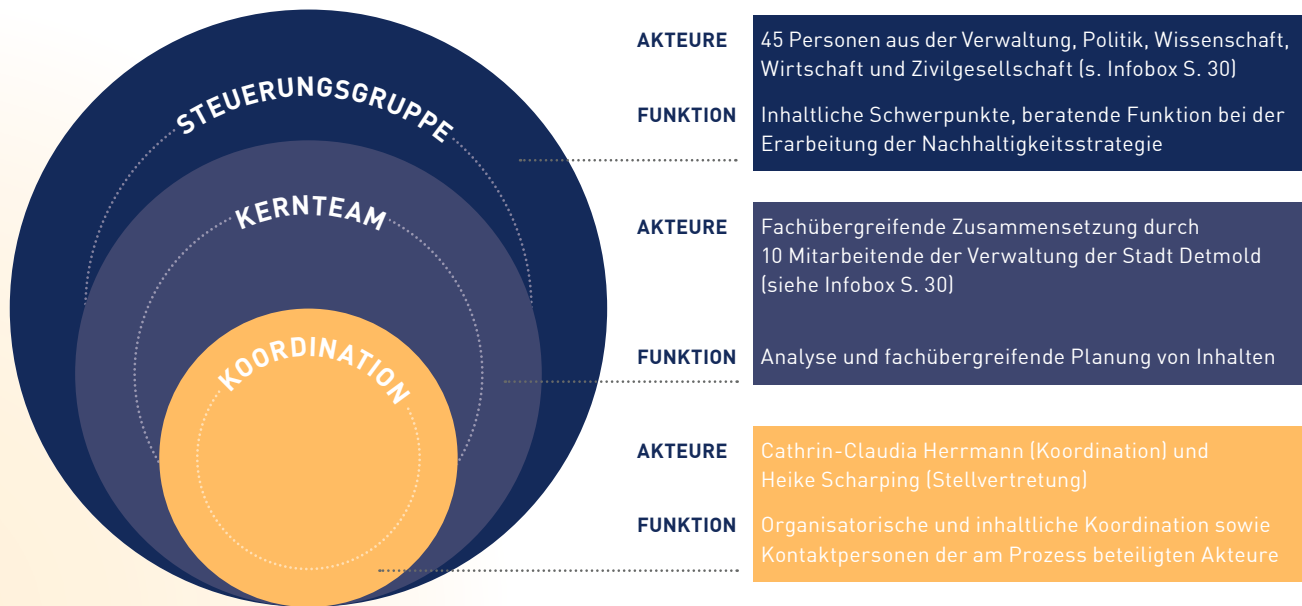 STEUERUNGSGRUPPE
AKTEURE
45 Personen aus der Verwaltung, Politik, Wissenschaft,
Wirtschaft und Zivilgesellschaft (s. Infobox S. 30)
FUNKTION
Inhaltliche Schwerpunkte, beratende Funktion bei der
Erarbeitung der Nachhaltigkeitsstrategie
KERNTEAM
AKTEURE
Fachübergreifende Zusammensetzung durch
10 Mitarbeitende der Verwaltung der Stadt Detmold
(siehe Infobox S. 30)
FUNKTION
Analyse und fachübergreifende Planung von Inhalten
KOORDINATION
AKTEURE
Cathrin-Claudia Herrmann (Koordination) und
Heike Scharping (Stellvertretung)
FUNKTION
Organisatorische und inhaltliche Koordination sowie
Kontaktpersonen der am Prozess beteiligten Akteure